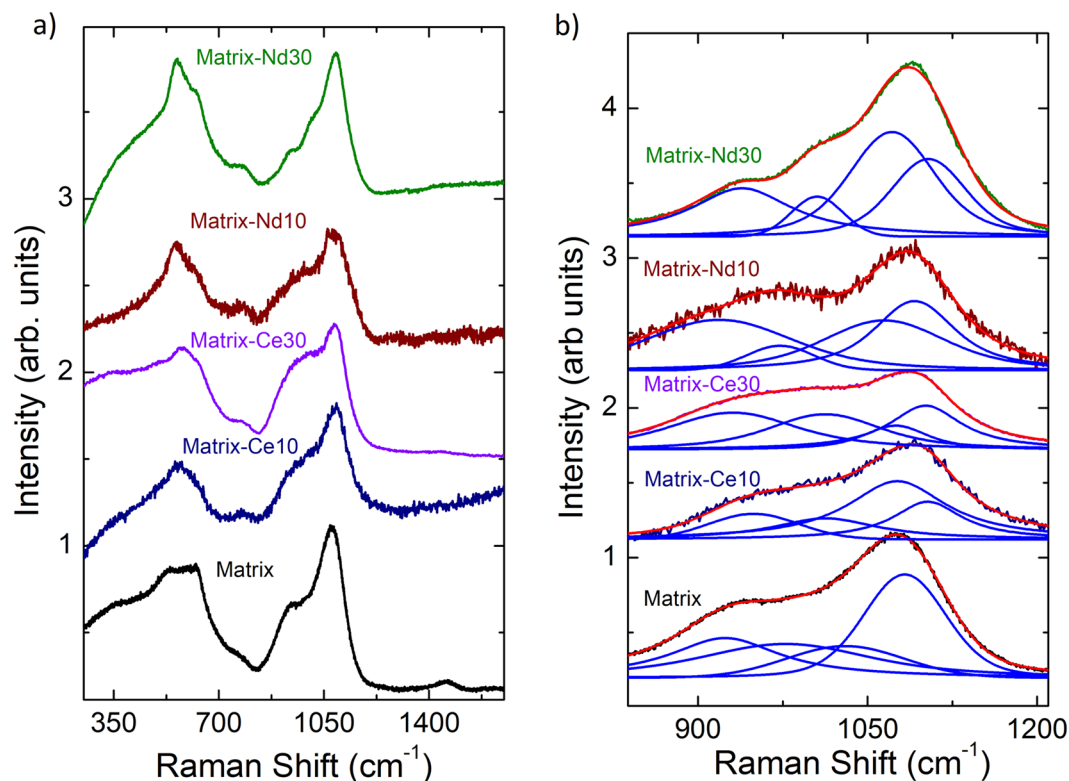 a)
Matrix-Nd30
Matrix-Nd10
Matrix-Ce30
Matrix-Ce10
Matrix
3
2
1
Intensity (arb. units)
350 700 1050 1400
Raman Shift (cm⁻¹)
b)
Matrix-Nd30
Matrix-Nd10
Matrix-Ce30
Matrix-Ce10
Matrix
4
3
2
1
Intensity (arb units)
900 1050 1200
Raman Shift (cm⁻¹)